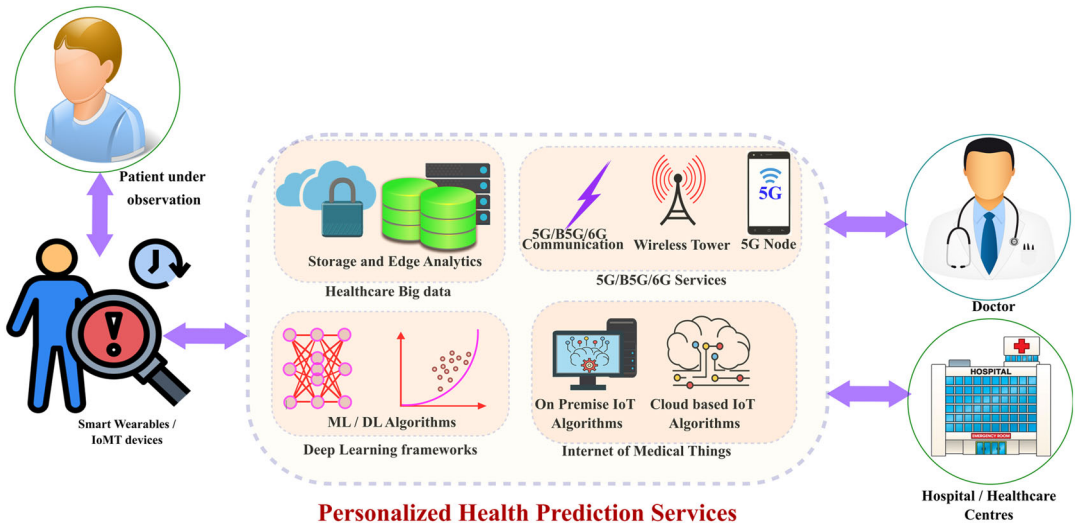 Patient under
observation
Smart Wearables /
IoMT devices
Storage and Edge Analytics
Healthcare Big data
5G/B5G/6G
Communication
Wireless Tower
5G
5G Node
5G/B5G/6G Services
ML / DL Algorithms
Deep Learning frameworks
On Premise IoT
Algorithms
Cloud based IoT
Algorithms
Internet of Medical Things
Doctor
HOSPITAL
EMERGENCY ROOM
Hospital / Healthcare
Centres
Personalized Health Prediction Services